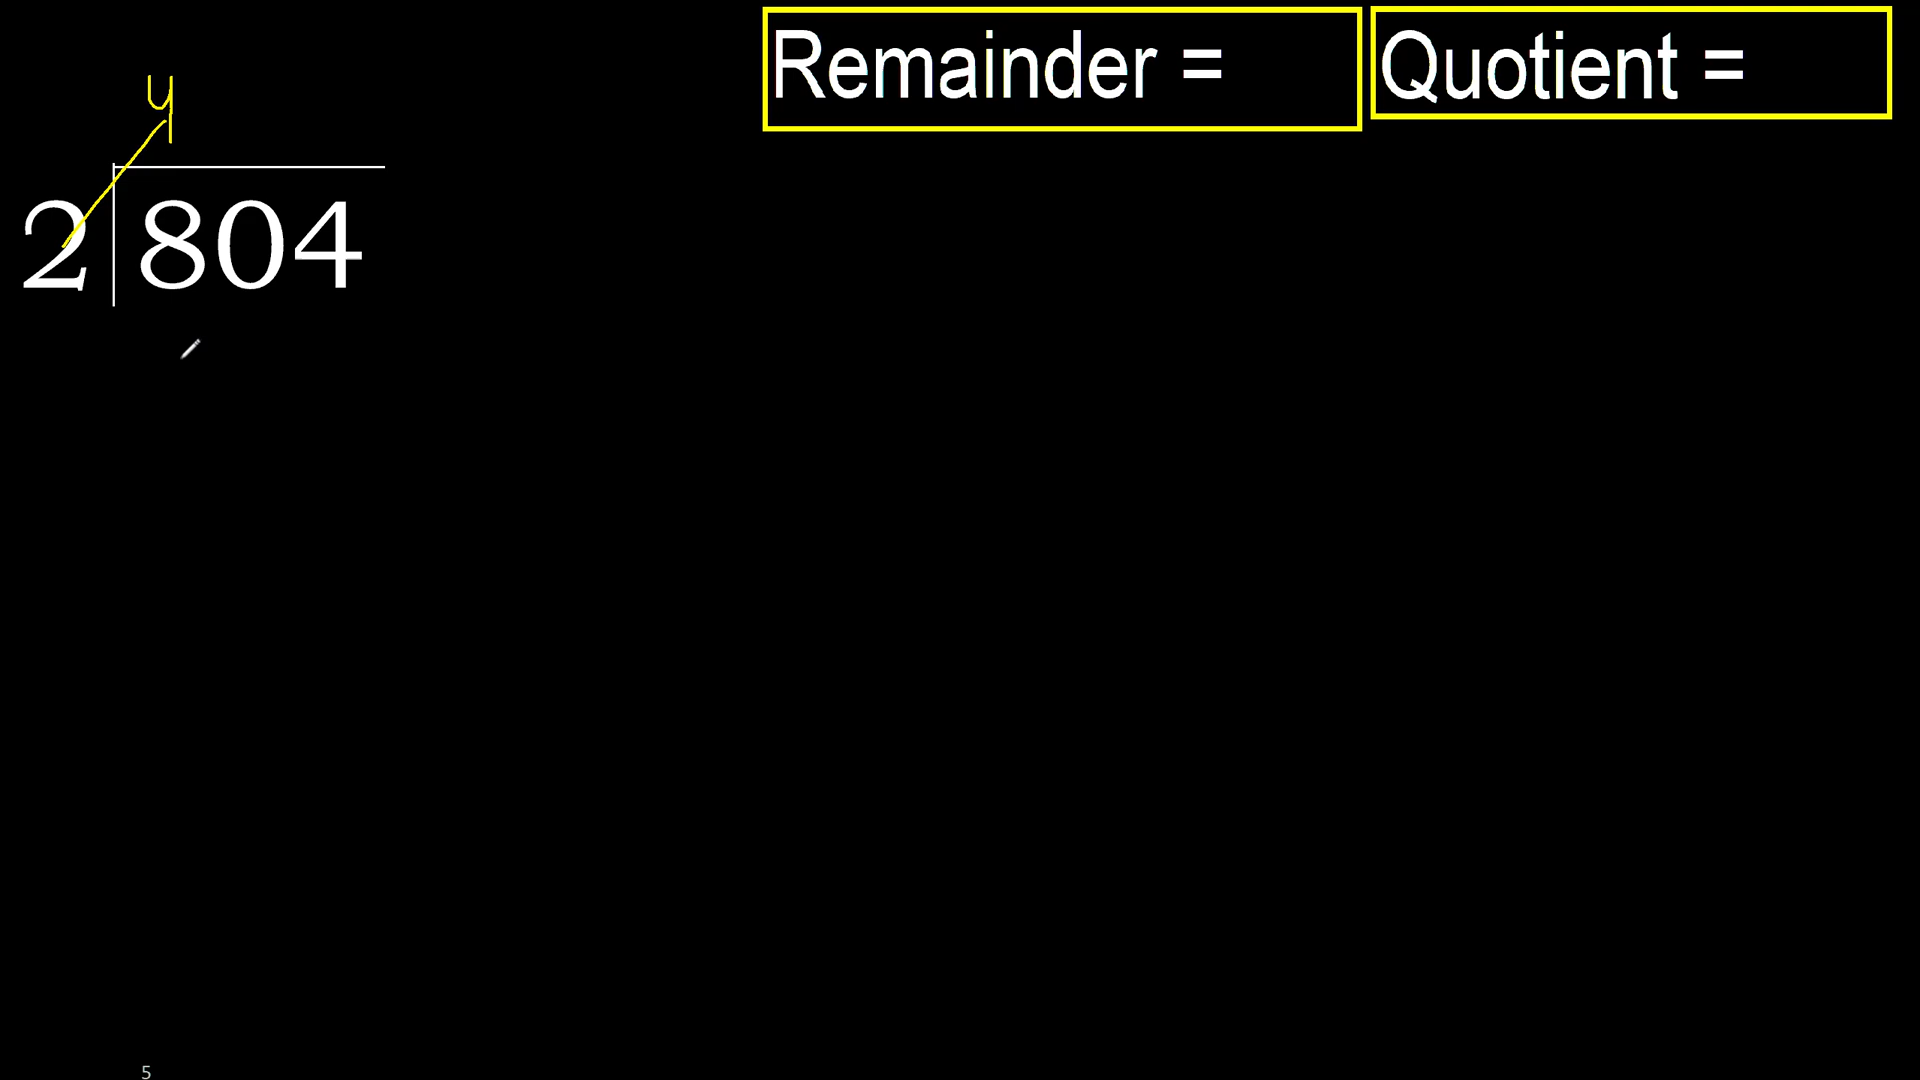 Remainder = Quotient =
4
2 804
5